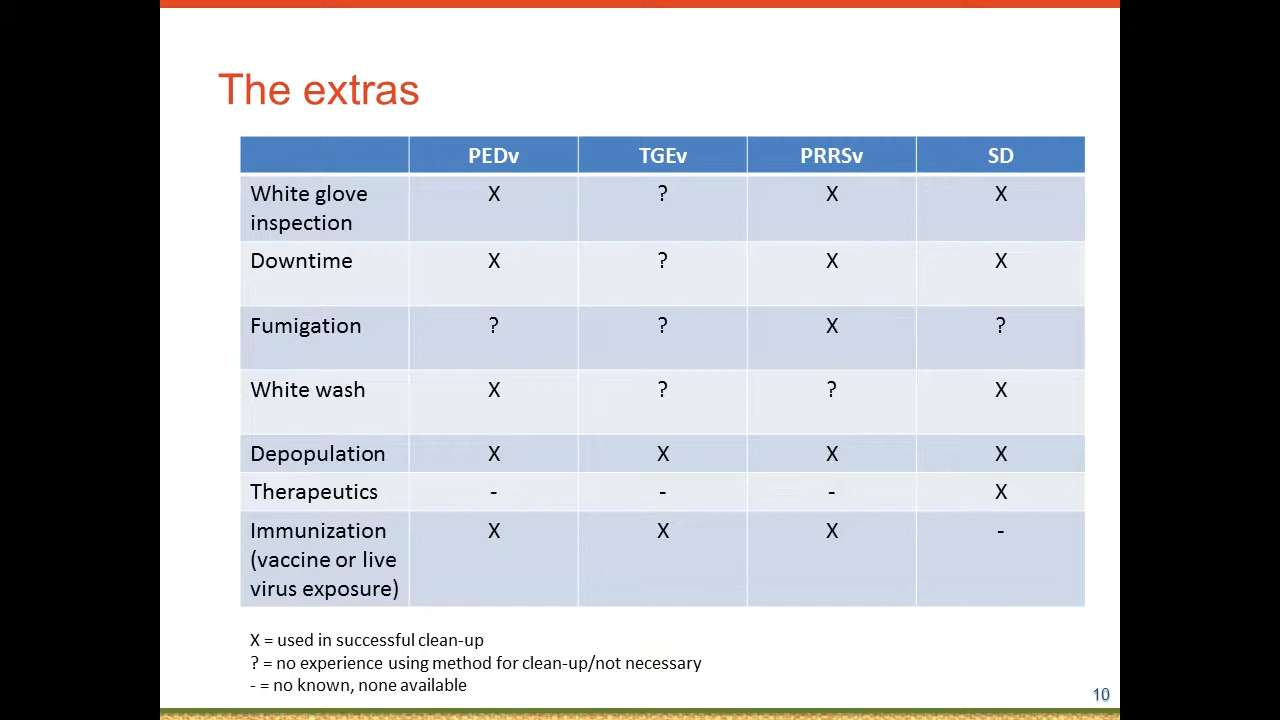 The extras
PEDv TGEv PRRSv SD
White glove
inspection X ? X X
Downtime X ? X X
Fumigation ? ? X ?
White wash X ? ? X
Depopulation X X X X
Therapeutics - - - X
Immunization X X X -
(vaccine or live
virus exposure)
X = used in successful clean-up
? = no experience using method for clean-up/not necessary
- = no known, none available
10